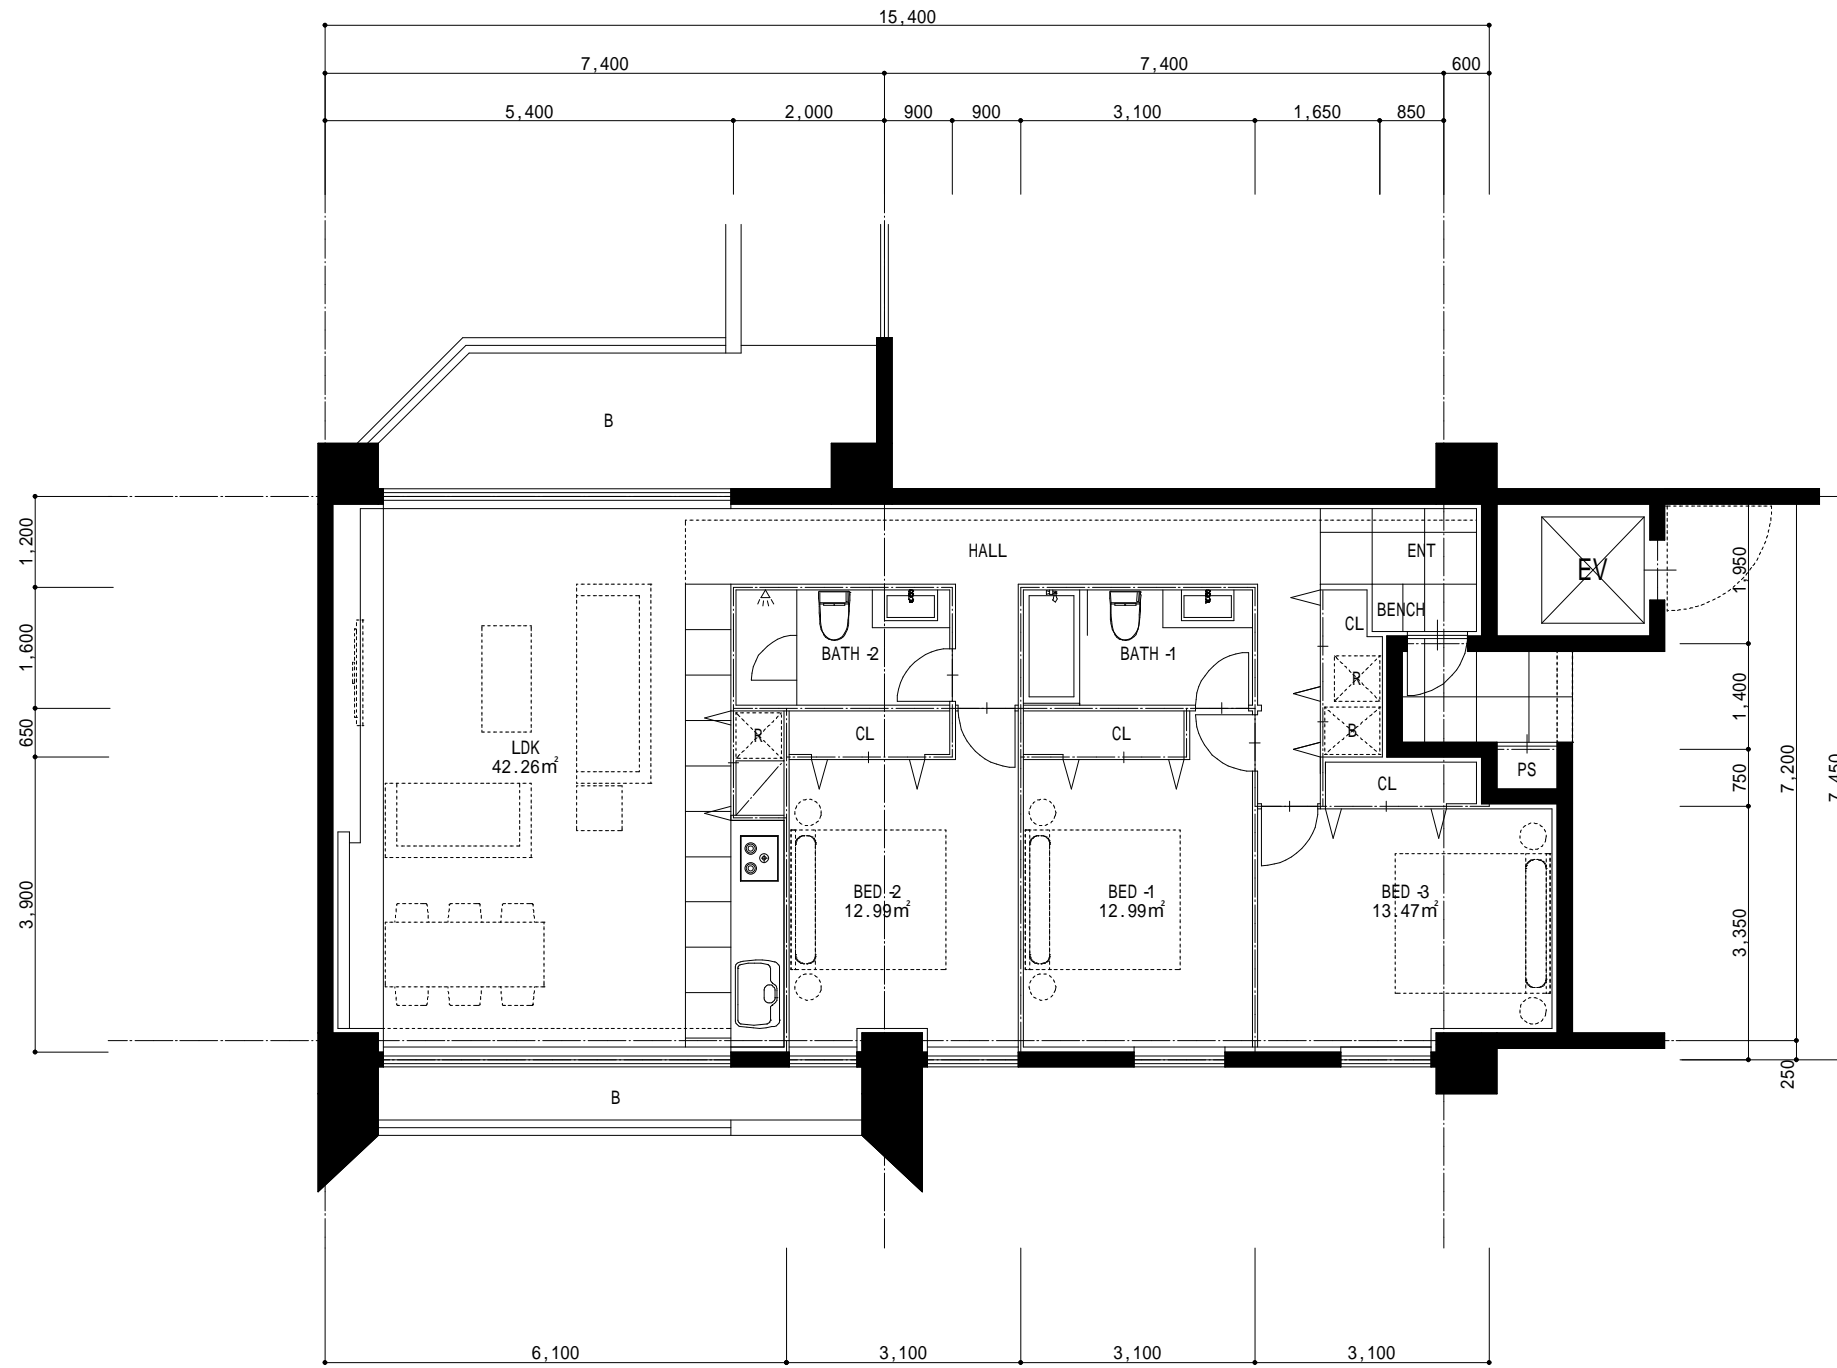 15,400
7,400
7,400
600
5,400
2,000
900
900
3,100
1,650
850
B
1,200
1,600
650
3,900
HALL
ENT
EV
1,950
BENCH
CL
BATH -2
BATH -1
R
1,400
CL
CL
R
B
LDK
42.26㎡
PS
CL
750
7,200
7,450
BED -2
12.99㎡
BED -1
12.99㎡
BED -3
13.47㎡
3,350
250
B
6,100
3,100
3,100
3,100